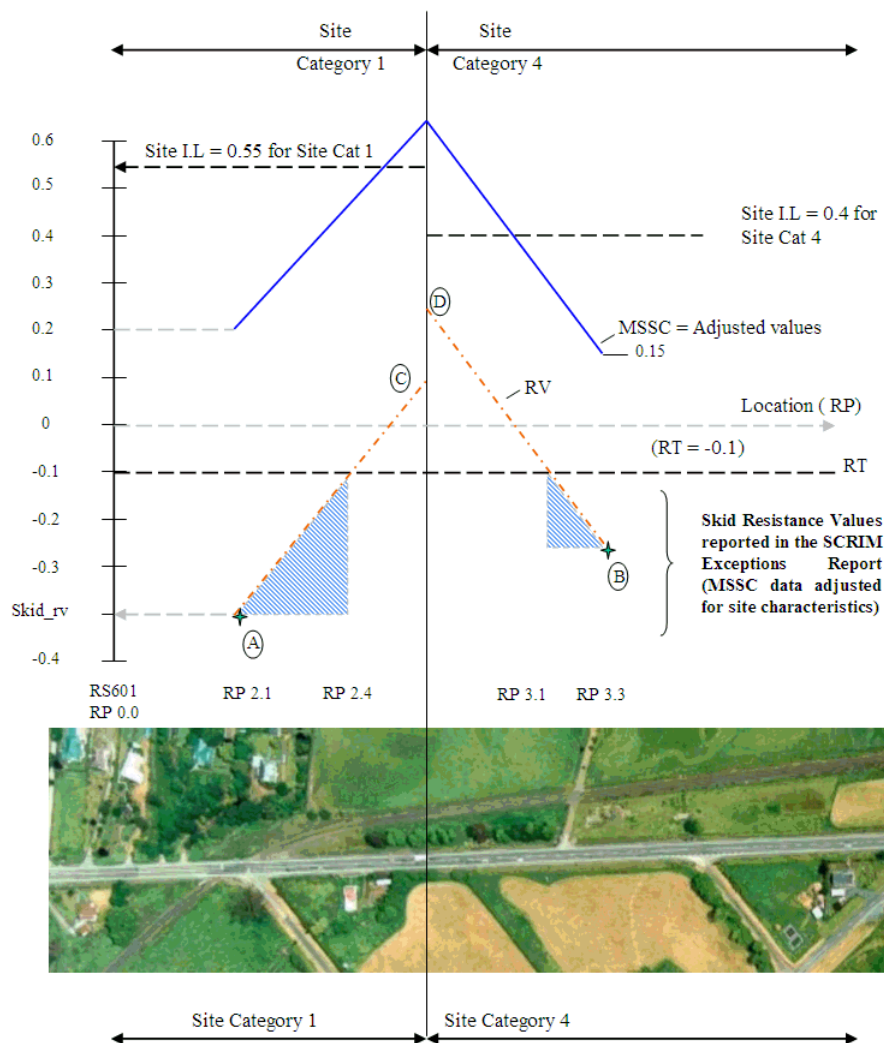 Site
Site
Category 1
Category 4
0.6
Site I.L = 0.55 for Site Cat 1
0.5
Site I.L = 0.4 for
Site Cat 4
0.4
0.3
D
0.2
MSSC = Adjusted values
0.15
C
0.1
RV
Location ( RP)
0
(RT = -0.1)
RT
-0.1
-0.2
Skid Resistance Values
reported in the SCRIM
Exceptions Report
(MSSC data adjusted
for site characteristics)
B
-0.3
Skid_rv
A
-0.4
RS601
RP 0.0
RP 2.1
RP 2.4
RP 3.1
RP 3.3
Site Category 1
Site Category 4